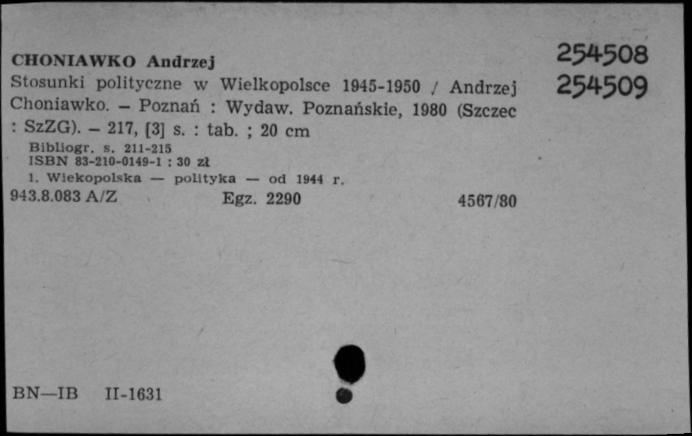 CHONIAWKO Andrzej
254508
254509
Stosunki polityczne w Wielkopolsce 1945-1950 / Andrzej
Choniawko. — Poznań : Wydaw. Poznańskie, 1980 (Szczec
: SzZG). — 217, [3] s. : tab. ; 20 cm
Bibliogr. s. 211-215
ISBN 83-210-0149-1 : 30 zł
1. Wiekopolska — polityka — od 1944 r.
943.8.083 A/Z Egz. 2290 4567/80
BN—IB II-1631